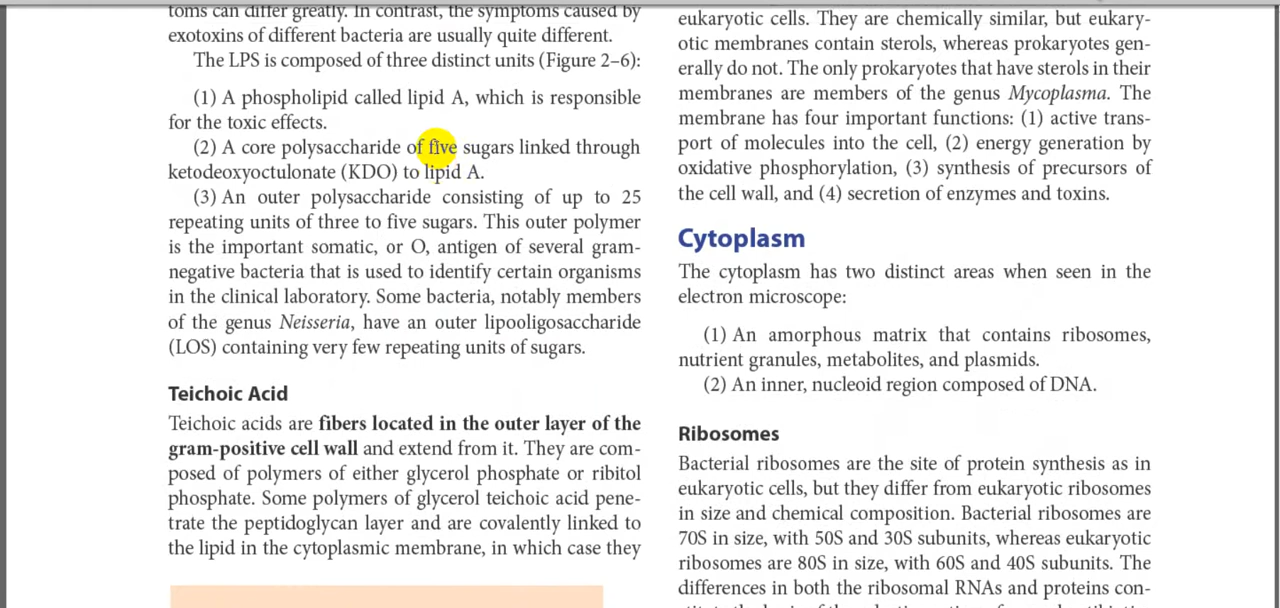 toms can differ greatly. In contrast, the symptoms caused by
exotoxins of different bacteria are usually quite different.
The LPS is composed of three distinct units (Figure 2–6):
(1) A phospholipid called lipid A, which is responsible
for the toxic effects.
(2) A core polysaccharide of five sugars linked through
ketodeoxyoctulonate (KDO) to lipid A.
(3) An outer polysaccharide consisting of up to 25
repeating units of three to five sugars. This outer polymer
is the important somatic, or O, antigen of several gram-
negative bacteria that is used to identify certain organisms
in the clinical laboratory. Some bacteria, notably members
of the genus Neisseria, have an outer lipooligosaccharide
(LOS) containing very few repeating units of sugars.
Teichoic Acid
Teichoic acids are fibers located in the outer layer of the
gram-positive cell wall and extend from it. They are com-
posed of polymers of either glycerol phosphate or ribitol
phosphate. Some polymers of glycerol teichoic acid pene-
trate the peptidoglycan layer and are covalently linked to
the lipid in the cytoplasmic membrane, in which case they
eukaryotic cells. They are chemically similar, but eukary-
otic membranes contain sterols, whereas prokaryotes gen-
erally do not. The only prokaryotes that have sterols in their
membranes are members of the genus Mycoplasma. The
membrane has four important functions: (1) active trans-
port of molecules into the cell, (2) energy generation by
oxidative phosphorylation, (3) synthesis of precursors of
the cell wall, and (4) secretion of enzymes and toxins.
Cytoplasm
The cytoplasm has two distinct areas when seen in the
electron microscope:
(1) An amorphous matrix that contains ribosomes,
nutrient granules, metabolites, and plasmids.
(2) An inner, nucleoid region composed of DNA.
Ribosomes
Bacterial ribosomes are the site of protein synthesis as in
eukaryotic cells, but they differ from eukaryotic ribosomes
in size and chemical composition. Bacterial ribosomes are
70S in size, with 50S and 30S subunits, whereas eukaryotic
ribosomes are 80S in size, with 60S and 40S subunits. The
differences in both the ribosomal RNAs and proteins con-